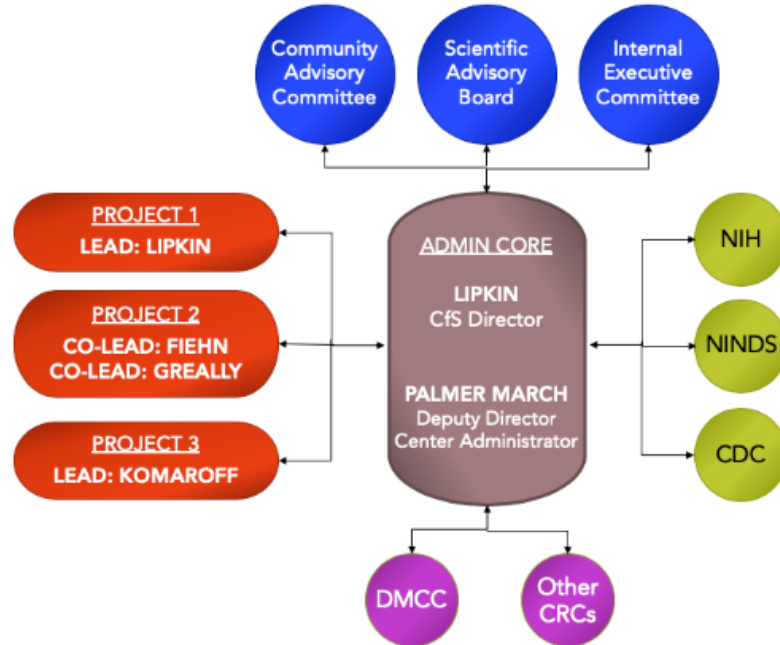 Community
Advisory
Committee
Scientific
Advisory
Board
Internal
Executive
Committee
PROJECT 1
LEAD: LIPKIN
PROJECT 2
CO-LEAD: FIEHN
CO-LEAD: GREALLY
PROJECT 3
LEAD: KOMAROFF
ADMIN CORE
LIPKIN
CfS Director
PALMER MARCH
Deputy Director
Center Administrator
NIH
NINDS
CDC
DMCC
Other
CRCs